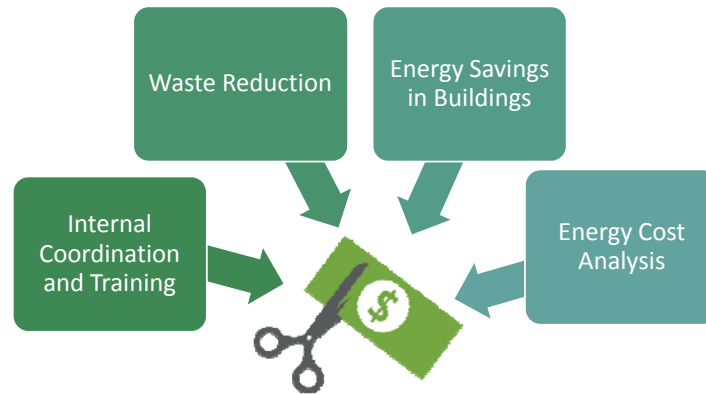 Internal
Coordination
and Training
Waste Reduction
Energy Savings
in Buildings
Energy Cost
Analysis
$